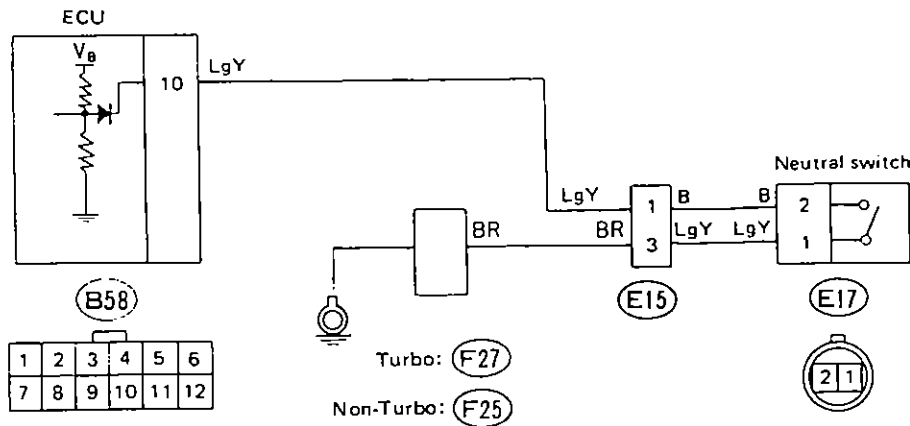 ECU
VB
10
LgY
Neutral switch
LgY
1
B
B
2
BR
BR
3
LgY
LgY
1
B58
E15
E17
1 2 3 4 5 6
7 8 9 10 11 12
Turbo: F27
Non-Turbo: F25
2 1